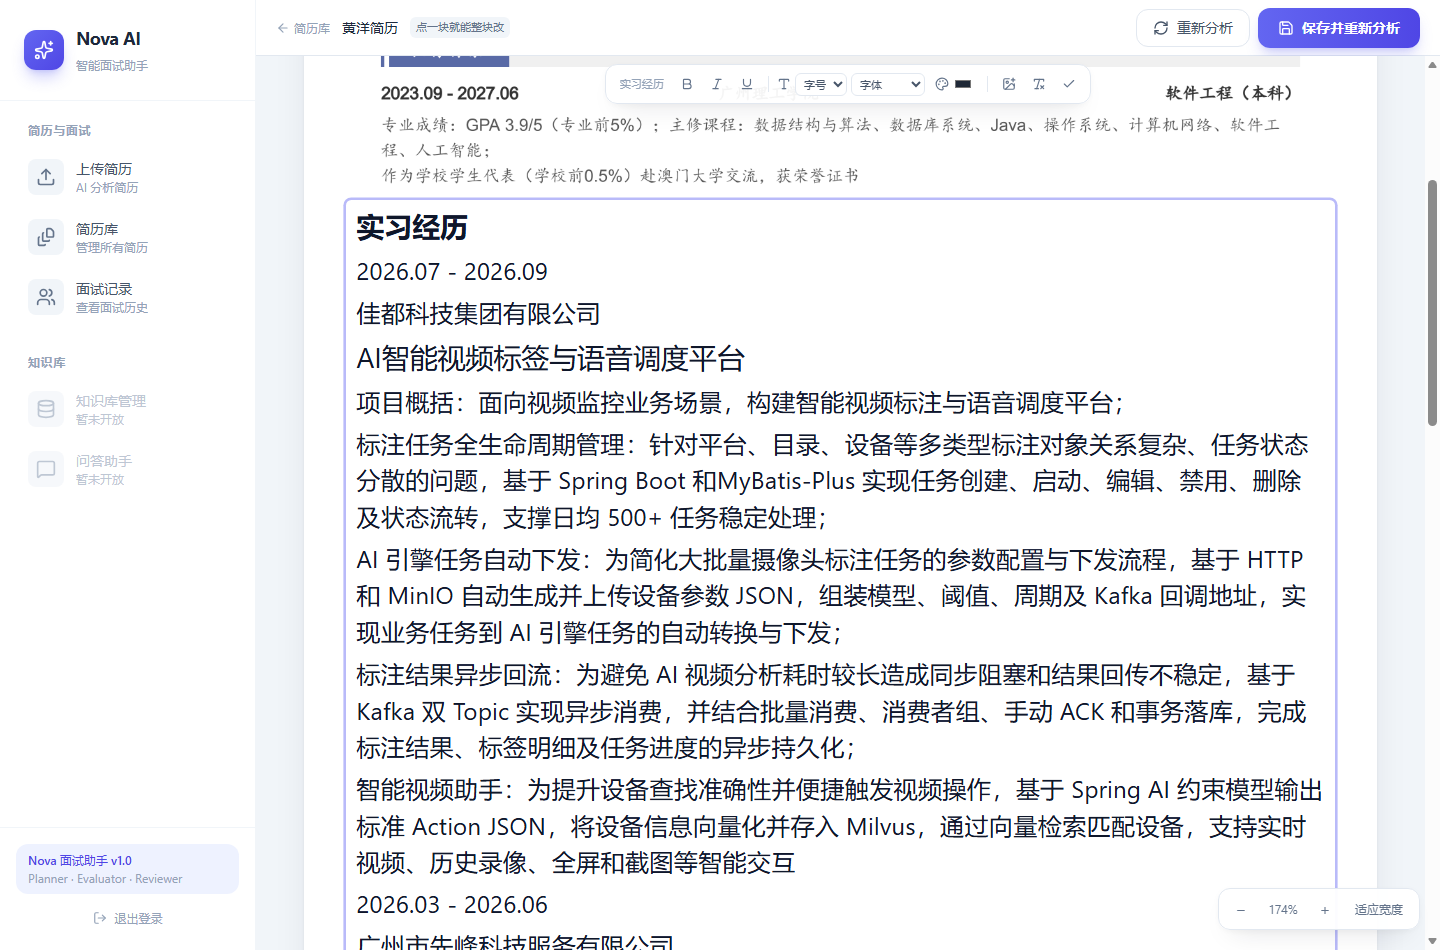 Nova AI
智能面试助手
简历与面试
上传简历
AI 分析简历
简历库
管理所有简历
面试记录
查看面试历史
知识库
知识库管理
暂未开放
问答助手
暂未开放
Nova 面试助手 v1.0
Planner · Evaluator · Reviewer
退出登录
简历库 黄洋简历 点一块就能整块改
重新分析
保存并重新分析
实习经历 B I U T 字号 字体
2023.09 - 2027.06 软件工程（本科）
专业成绩：GPA 3.9/5（专业前5%）；主修课程：数据结构与算法、数据库系统、Java、操作系统、计算机网络、软件工
程、人工智能；
作为学校学生代表（学校前0.5%）赴澳门大学交流，获荣誉证书
实习经历
2026.07 - 2026.09
佳都科技集团有限公司
AI智能视频标签与语音调度平台
项目概括：面向视频监控业务场景，构建智能视频标注与语音调度平台；
标注任务全生命周期管理：针对平台、目录、设备等多类型标注对象关系复杂、任务状态
分散的问题，基于 Spring Boot 和MyBatis-Plus 实现任务创建、启动、编辑、禁用、删除
及状态流转，支撑日均 500+ 任务稳定处理；
AI 引擎任务自动下发：为简化大批量摄像头标注任务的参数配置与下发流程，基于 HTTP
和 MinIO 自动生成并上传设备参数 JSON，组装模型、阈值、周期及 Kafka 回调地址，实
现业务任务到 AI 引擎任务的自动转换与下发；
标注结果异步回流：为避免 AI 视频分析耗时较长造成同步阻塞和结果回传不稳定，基于
Kafka 双 Topic 实现异步消费，并结合批量消费、消费者组、手动 ACK 和事务落库，完成
标注结果、标签明细及任务进度的异步持久化；
智能视频助手：为提升设备查找准确性并便捷触发视频操作，基于 Spring AI 约束模型输出
标准 Action JSON，将设备信息向量化并存入 Milvus，通过向量检索匹配设备，支持实时
视频、历史录像、全屏和截图等智能交互
2026.03 - 2026.06
广州市先峰科技服务有限公司
− 174% + 适应宽度